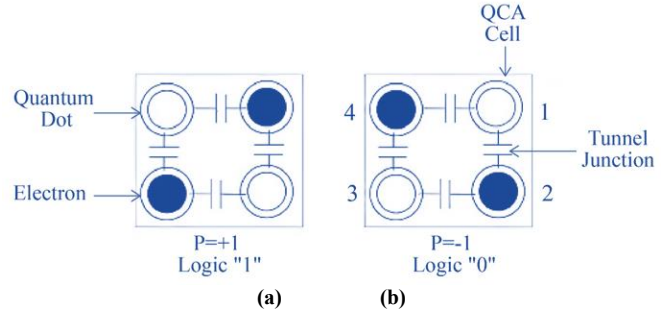 QCA
Cell
Quantum
Dot
Electron
4
1
3
2
Tunnel
Junction
P=+1
Logic "1"
P=-1
Logic "0"
(a)
(b)